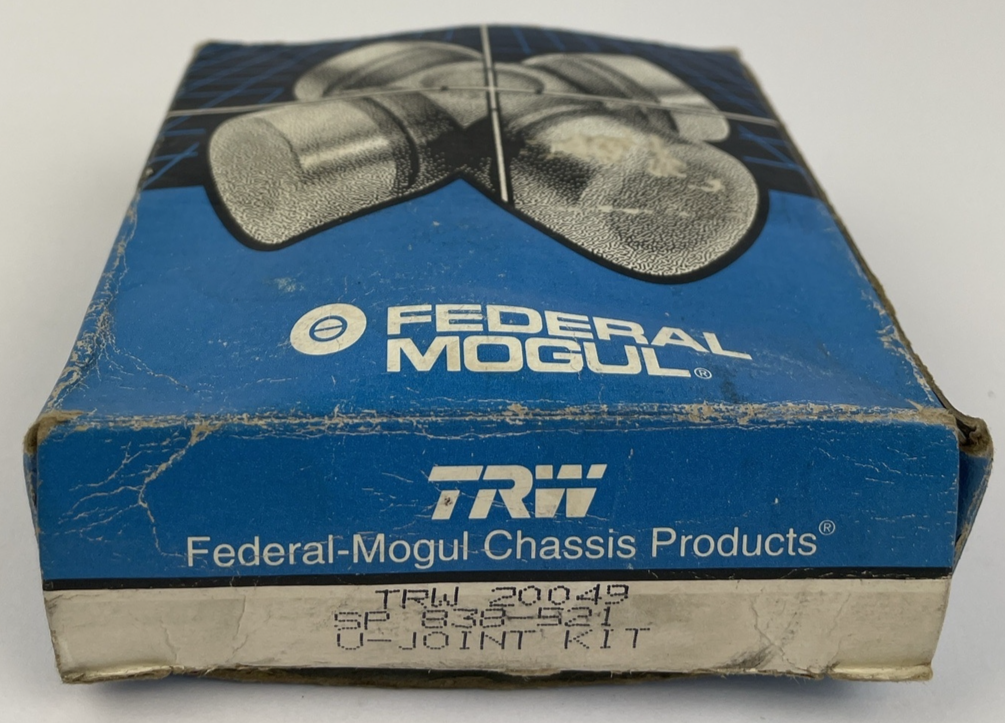 FEDERAL
MOGUL®
TRW
Federal-Mogul Chassis Products®
TRW 20049
SP 838-521
U-JOINT KIT